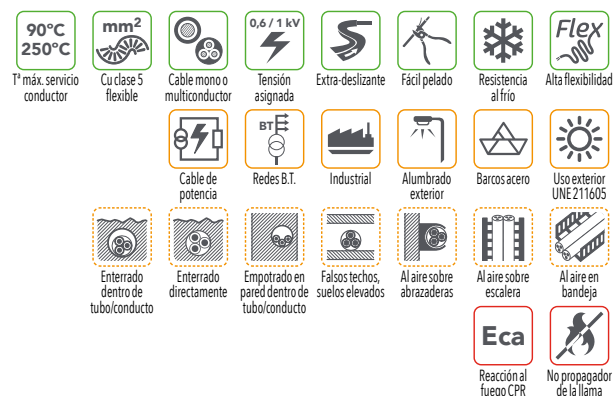 90°C
250°C
mm²
0,6 / 1 kV
Flex
Tª máx. servicio
conductor
Cu clase 5
flexible
Cable mono o
multiconductor
Tensión
asignada
Extra-deslizante
Fácil pelado
Resistencia
al frío
Alta flexibilidad
BT
Cable de
potencia
Redes B.T.
Industrial
Alumbrado
exterior
Barcos acero
Uso exterior
UNE 211605
Enterrado
dentro de
tubo/conducto
Enterrado
directamente
Empotrado en
pared dentro de
tubo/conducto
Falsos techos,
suelos elevados
Al aire sobre
abrazaderas
Al aire sobre
escalera
Al aire en
bandeja
Eca
Reacción al
fuego CPR
No propagador
de la llama